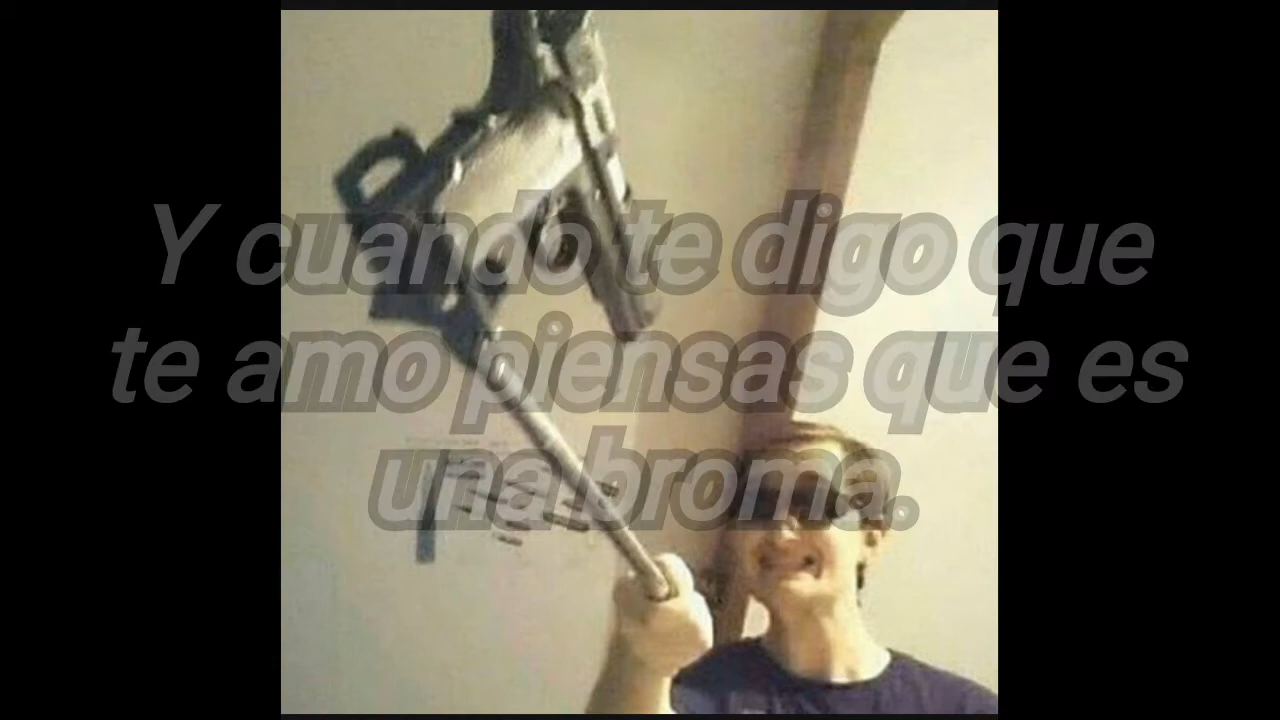 Y cuando te digo que
te amo piensas que es
una broma.